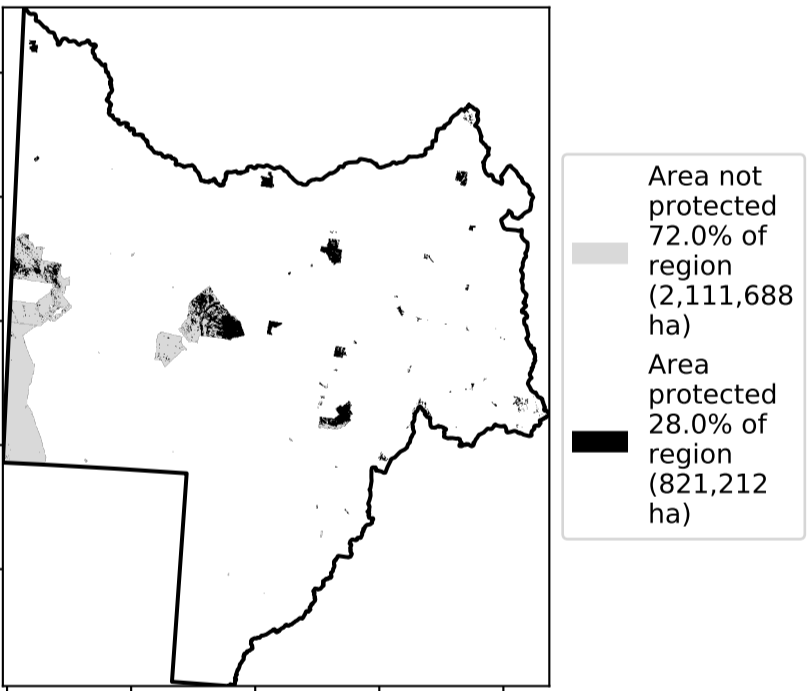 Area not
protected
72.0% of
region
(2,111,688
ha)
Area
protected
28.0% of
region
(821,212
ha)